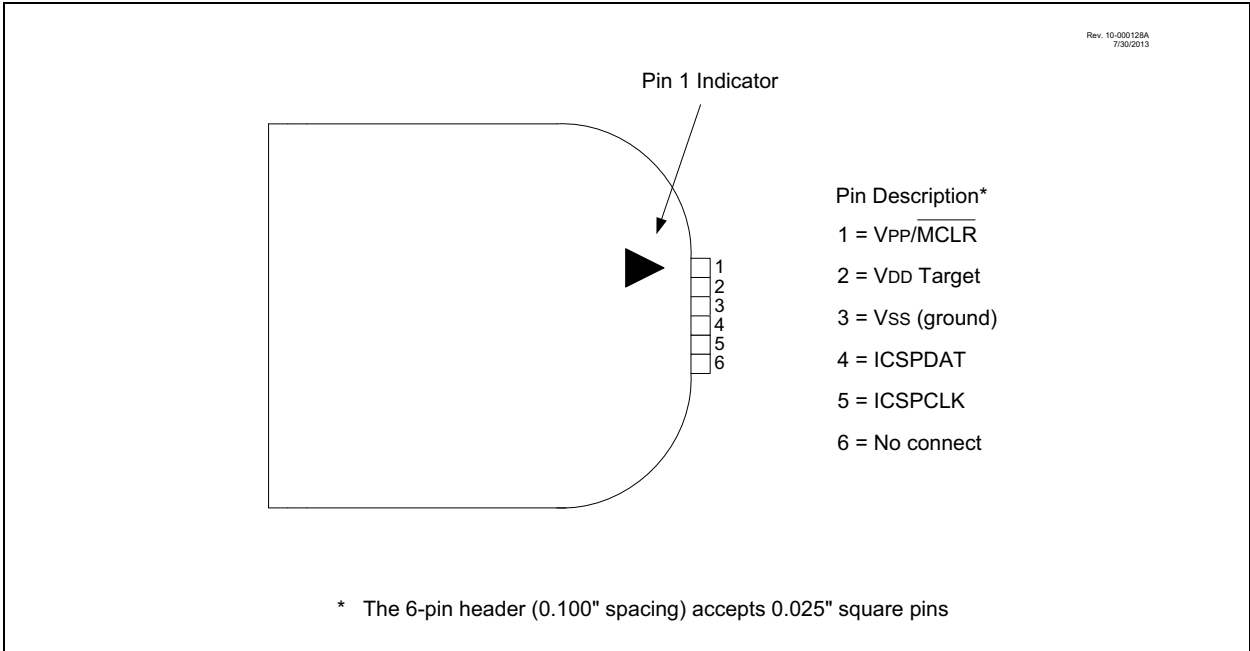 Rev. 10-000128A
7/30/2013
Pin 1 Indicator
1
2
3
4
5
6
Pin Description*
1 = VPP/MCLR
2 = VDD Target
3 = VSS (ground)
4 = ICSPDAT
5 = ICSPCLK
6 = No connect
* The 6-pin header (0.100" spacing) accepts 0.025" square pins